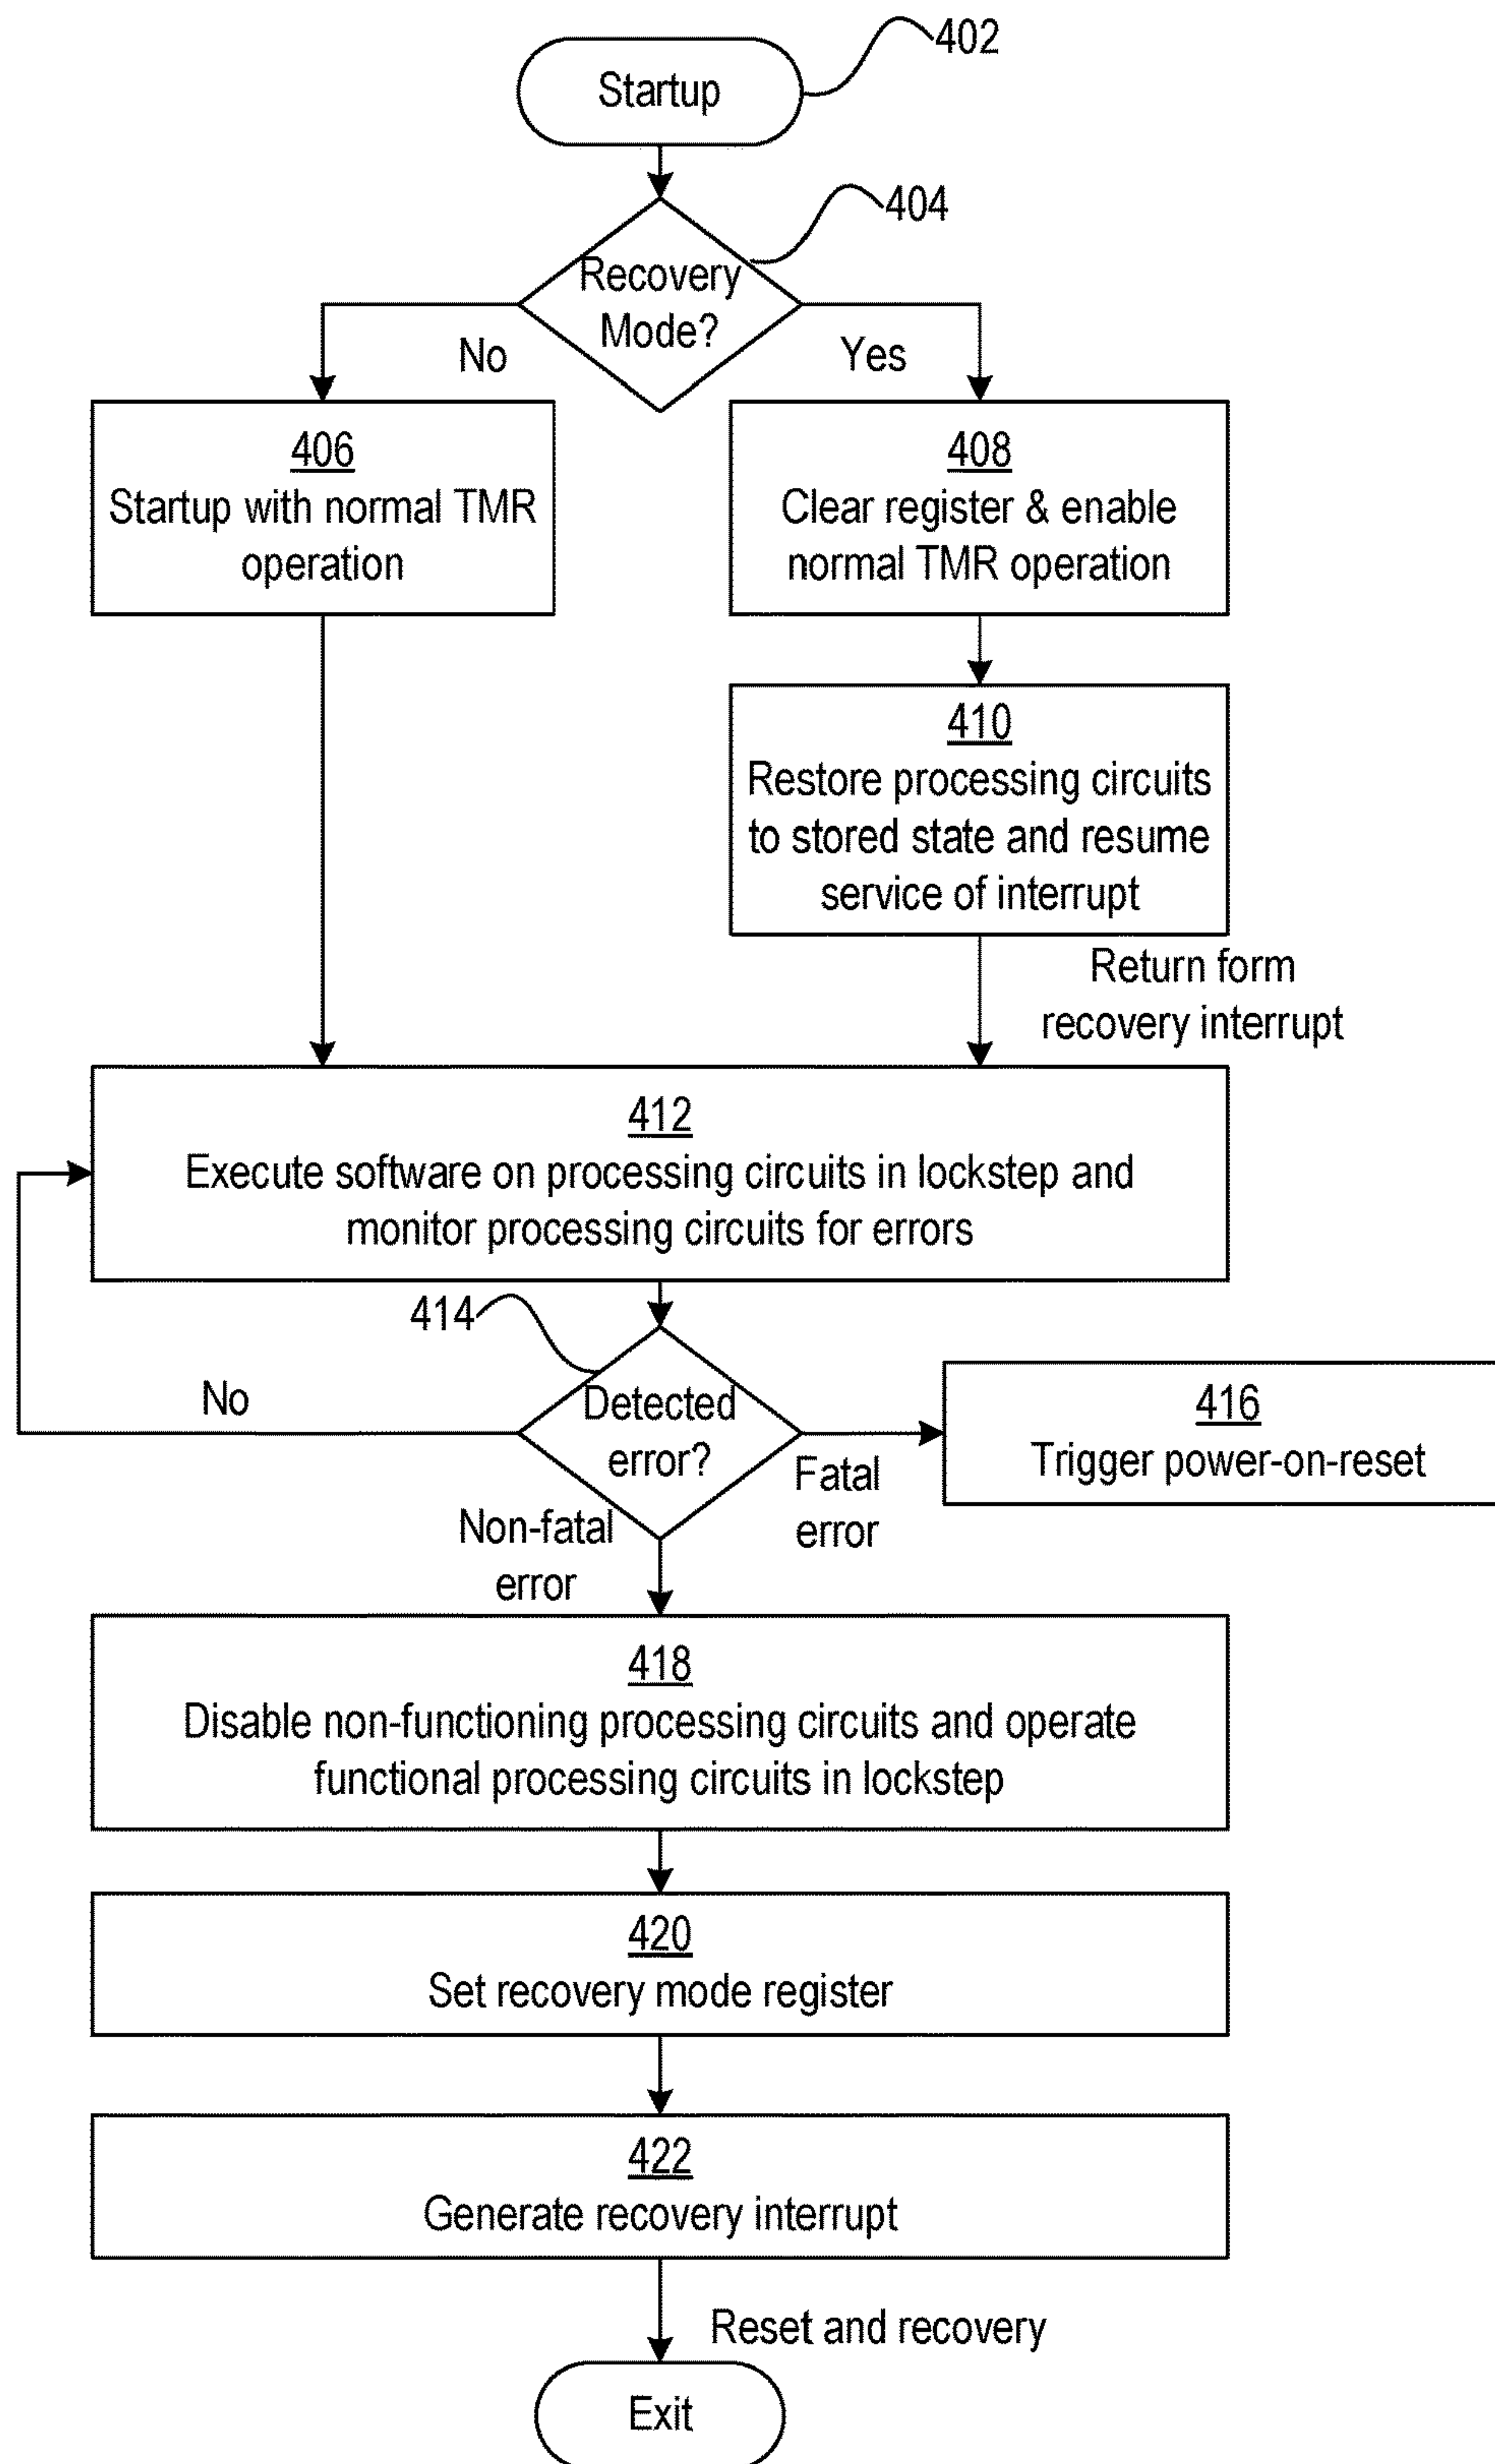 402
Startup
404
Recovery
Mode?
No
Yes
406
Startup with normal TMR
operation
408
Clear register & enable
normal TMR operation
410
Restore processing circuits
to stored state and resume
service of interrupt
Return form
recovery interrupt
412
Execute software on processing circuits in lockstep and
monitor processing circuits for errors
414
Detected
error?
No
Fatal
error
416
Trigger power-on-reset
Non-fatal
error
418
Disable non-functioning processing circuits and operate
functional processing circuits in lockstep
420
Set recovery mode register
422
Generate recovery interrupt
Reset and recovery
Exit